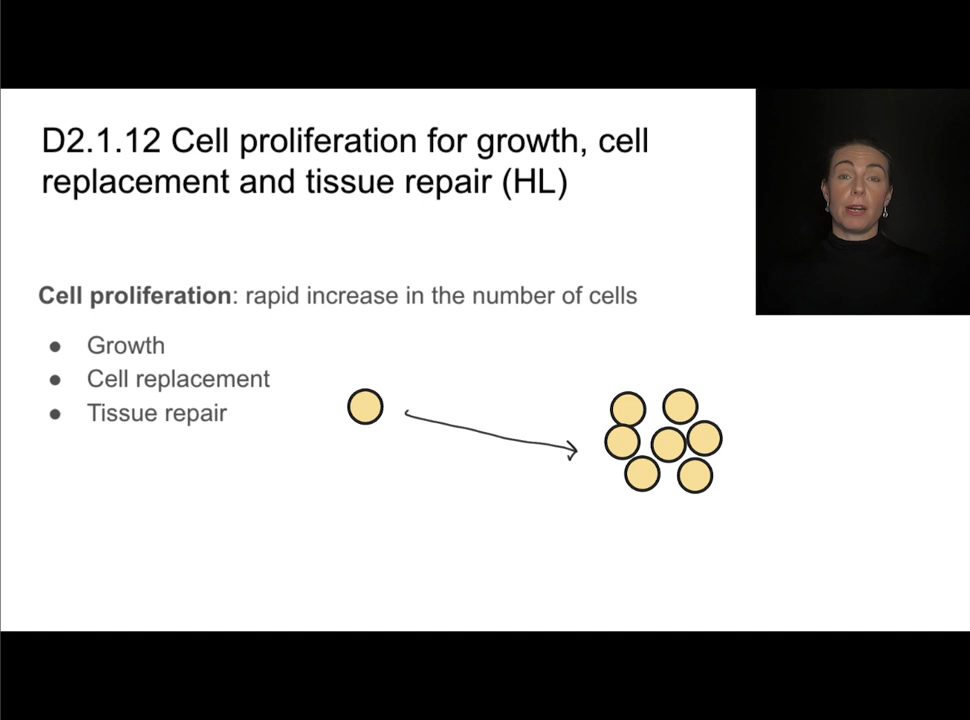 D2.1.12 Cell proliferation for growth, cell
replacement and tissue repair (HL)
Cell proliferation: rapid increase in the number of cells
● Growth
● Cell replacement
● Tissue repair